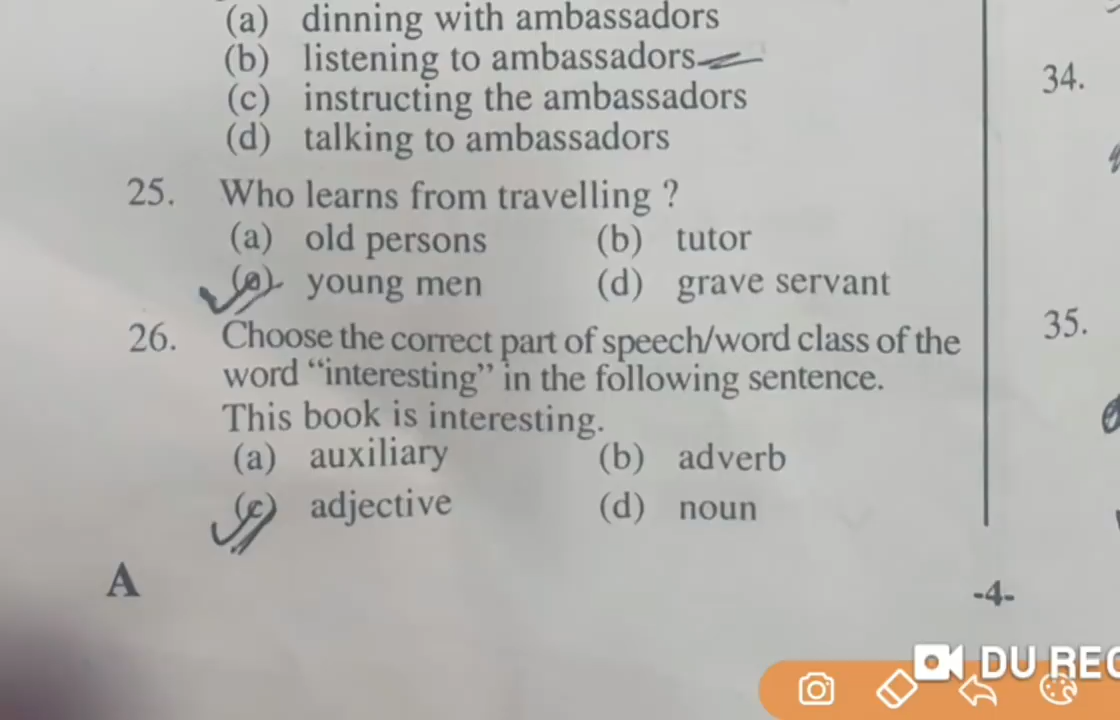 (a) dinning with ambassadors
(b) listening to ambassadors
(c) instructing the ambassadors
(d) talking to ambassadors
25. Who learns from travelling ?
(a) old persons (b) tutor
(c) young men (d) grave servant
26. Choose the correct part of speech/word class of the
word “interesting” in the following sentence.
This book is interesting.
(a) auxiliary (b) adverb
(c) adjective (d) noun
A
-4-
34.
35.
DU REC